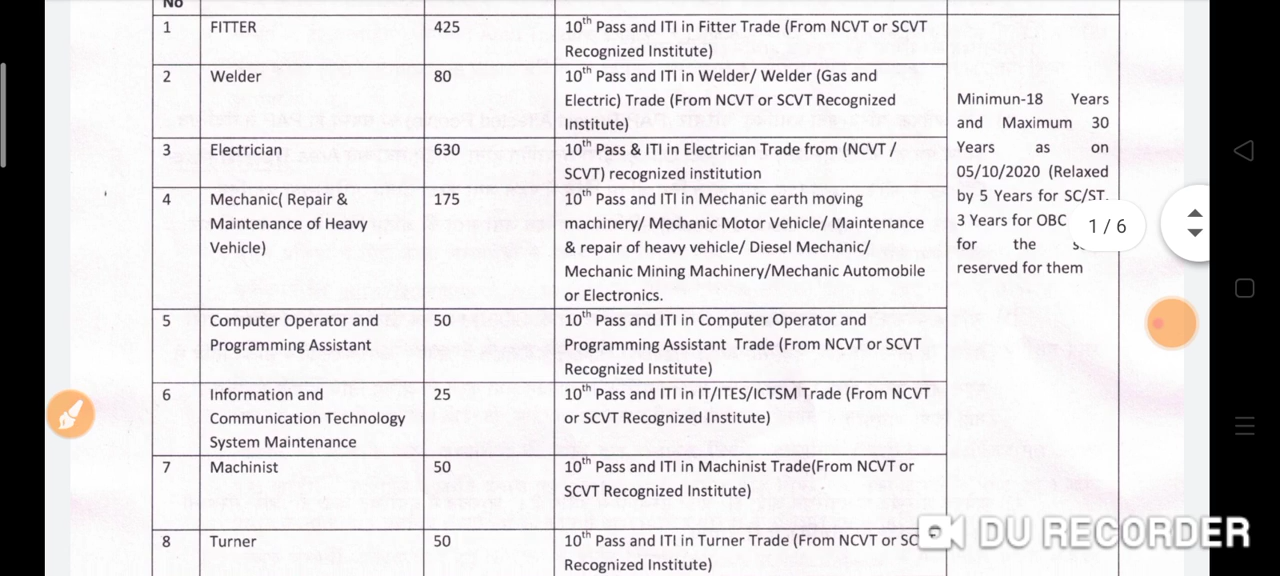 No
1 FITTER 425 10th Pass and ITI in Fitter Trade (From NCVT or SCVT
Recognized Institute)
2 Welder 80 10th Pass and ITI in Welder/ Welder (Gas and
Electric) Trade (From NCVT or SCVT Recognized
Institute)
3 Electrician 630 10th Pass & ITI in Electrician Trade from (NCVT /
SCVT) recognized institution
4 Mechanic( Repair & 175 10th Pass and ITI in Mechanic earth moving
Maintenance of Heavy machinery/ Mechanic Motor Vehicle/ Maintenance
Vehicle) & repair of heavy vehicle/ Diesel Mechanic/
Mechanic Mining Machinery/Mechanic Automobile
or Electronics.
5 Computer Operator and 50 10th Pass and ITI in Computer Operator and
Programming Assistant Programming Assistant Trade (From NCVT or SCVT
Recognized Institute)
6 Information and 25 10th Pass and ITI in IT/ITES/ICTSM Trade (From NCVT
Communication Technology or SCVT Recognized Institute)
System Maintenance
7 Machinist 50 10th Pass and ITI in Machinist Trade(From NCVT or
SCVT Recognized Institute)
8 Turner 50 10th Pass and ITI in Turner Trade (From NCVT or SC
Recognized Institute)
Minimun-18 Years
and Maximum 30
Years as on
05/10/2020 (Relaxed
by 5 Years for SC/ST,
3 Years for OBC
for the
reserved for them
1 / 6
DU RECORDER